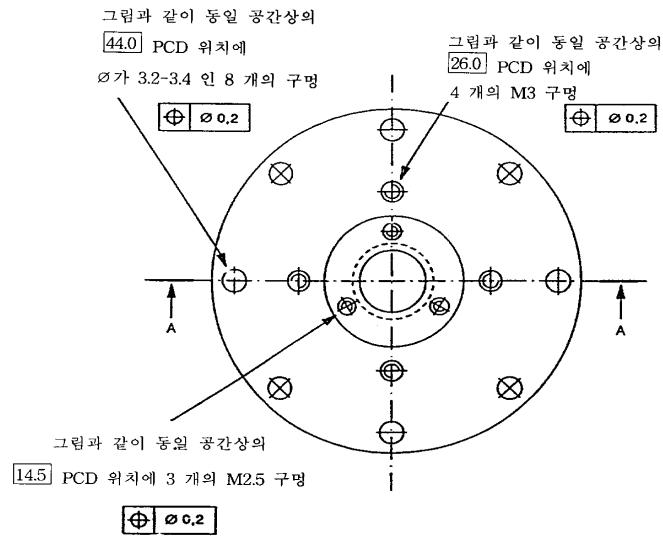 그림과 같이 동일 공간상의
44.0 PCD 위치에
Ø가 3.2-3.4 인 8 개의 구멍
⌖ Ø 0.2
그림과 같이 동일 공간상의
26.0 PCD 위치에
4 개의 M3 구멍
⌖ Ø 0.2
A
A
그림과 같이 동일 공간상의
14.5 PCD 위치에 3 개의 M2.5 구멍
⌖ Ø 0.2